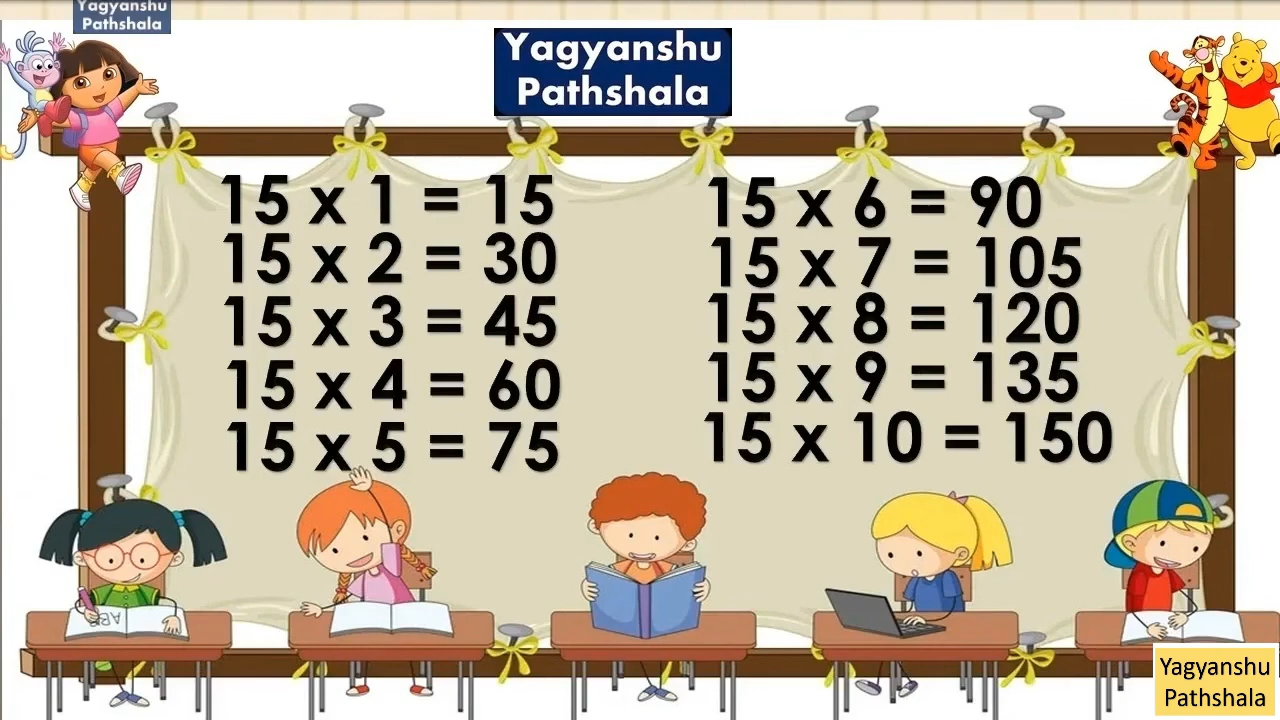 Yagyanshu
Pathshala
Yagyanshu
Pathshala
15 x 1 = 15
15 x 2 = 30
15 x 3 = 45
15 x 4 = 60
15 x 5 = 75
15 x 6 = 90
15 x 7 = 105
15 x 8 = 120
15 x 9 = 135
15 x 10 = 150
AB
Yagyanshu
Pathshala